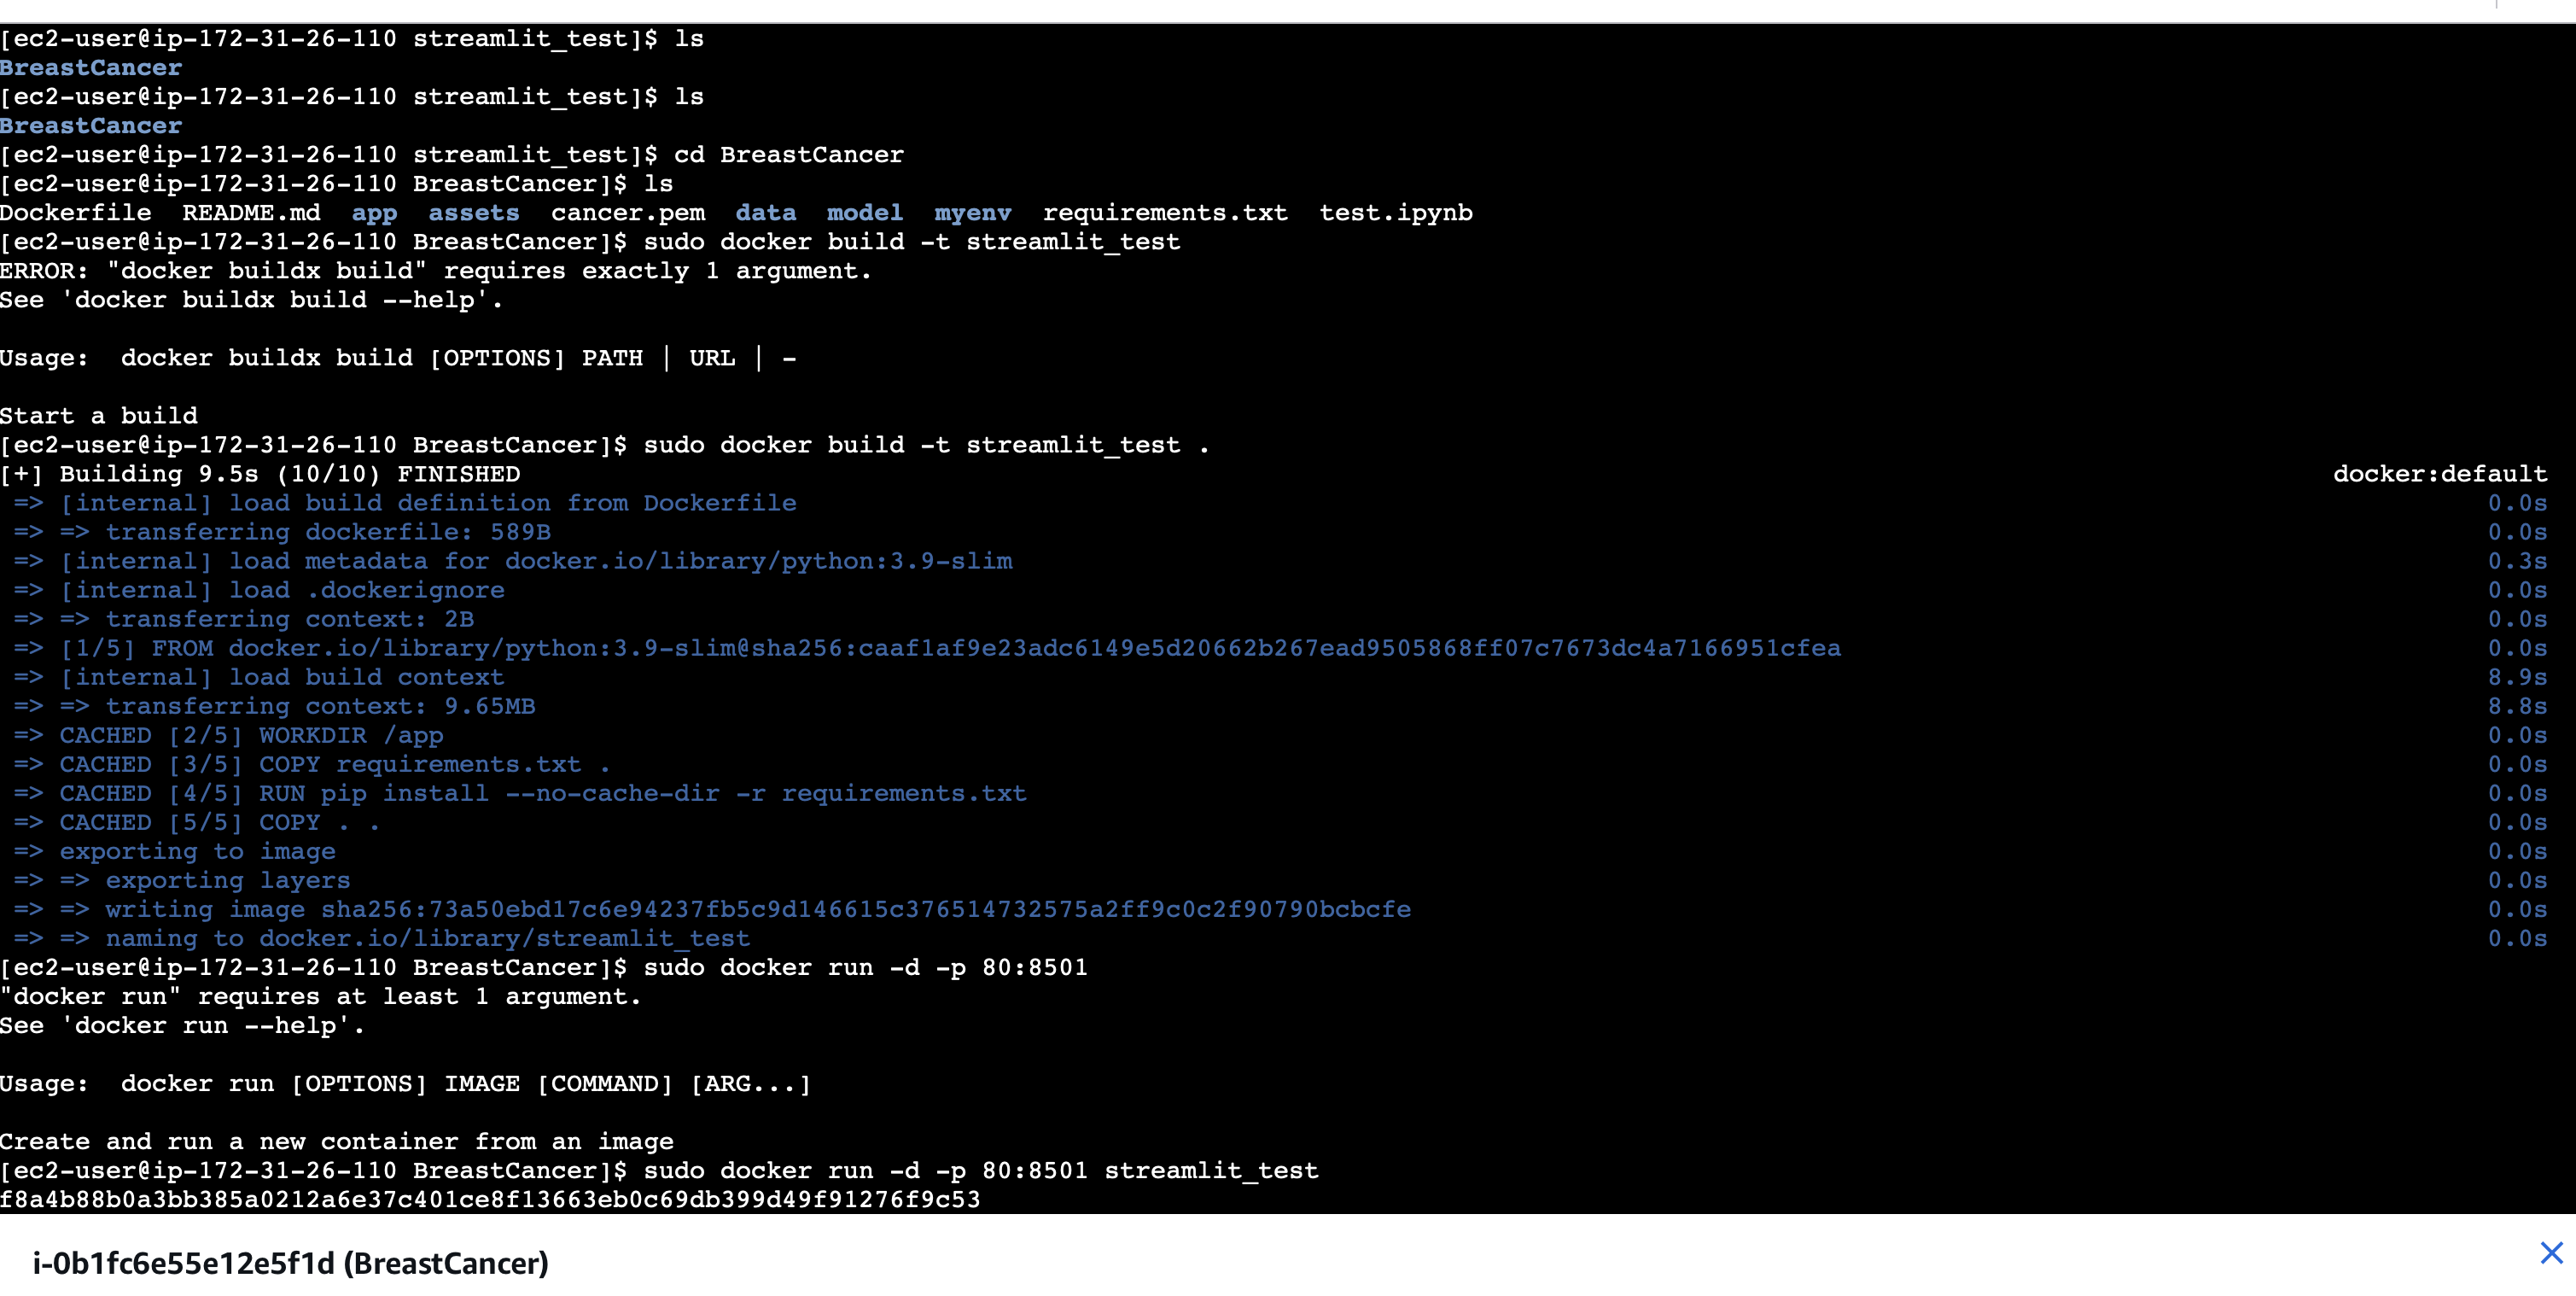 [ec2-user@ip-172-31-26-110 streamlit_test]$ ls
BreastCancer
[ec2-user@ip-172-31-26-110 streamlit_test]$ ls
BreastCancer
[ec2-user@ip-172-31-26-110 streamlit_test]$ cd BreastCancer
[ec2-user@ip-172-31-26-110 BreastCancer]$ ls
Dockerfile  README.md  app  assets  cancer.pem  data  model  myenv  requirements.txt  test.ipynb
[ec2-user@ip-172-31-26-110 BreastCancer]$ sudo docker build -t streamlit_test
ERROR: "docker buildx build" requires exactly 1 argument.
See 'docker buildx build --help'.
Usage:  docker buildx build [OPTIONS] PATH | URL | -
Start a build
[ec2-user@ip-172-31-26-110 BreastCancer]$ sudo docker build -t streamlit_test .
[+] Building 9.5s (10/10) FINISHED docker:default
=> [internal] load build definition from Dockerfile 0.0s
=> => transferring dockerfile: 589B 0.0s
=> [internal] load metadata for docker.io/library/python:3.9-slim 0.3s
=> [internal] load .dockerignore 0.0s
=> => transferring context: 2B 0.0s
=> [1/5] FROM docker.io/library/python:3.9-slim@sha256:caaf1af9e23adc6149e5d20662b267ead9505868ff07c7673dc4a7166951cfea 0.0s
=> [internal] load build context 8.9s
=> => transferring context: 9.65MB 8.8s
=> CACHED [2/5] WORKDIR /app 0.0s
=> CACHED [3/5] COPY requirements.txt . 0.0s
=> CACHED [4/5] RUN pip install --no-cache-dir -r requirements.txt 0.0s
=> CACHED [5/5] COPY . . 0.0s
=> exporting to image 0.0s
=> => exporting layers 0.0s
=> => writing image sha256:73a50ebd17c6e94237fb5c9d146615c376514732575a2ff9c0c2f90790bcbcfe 0.0s
=> => naming to docker.io/library/streamlit_test 0.0s
[ec2-user@ip-172-31-26-110 BreastCancer]$ sudo docker run -d -p 80:8501
"docker run" requires at least 1 argument.
See 'docker run --help'.
Usage:  docker run [OPTIONS] IMAGE [COMMAND] [ARG...]
Create and run a new container from an image
[ec2-user@ip-172-31-26-110 BreastCancer]$ sudo docker run -d -p 80:8501 streamlit_test
f8a4b88b0a3bb385a0212a6e37c401ce8f13663eb0c69db399d49f91276f9c53
i-0b1fc6e55e12e5f1d (BreastCancer)